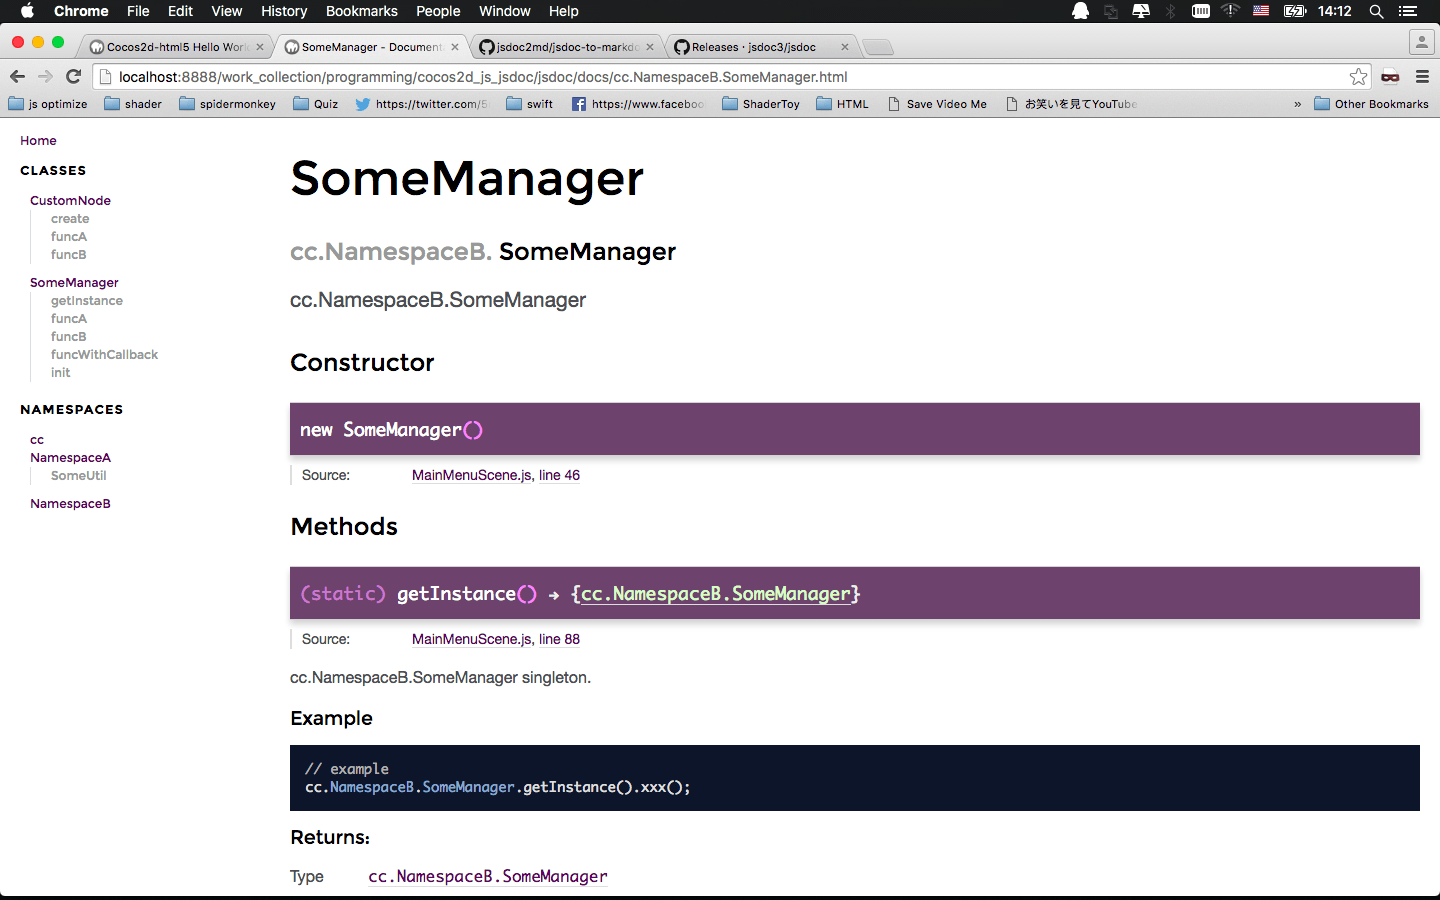 Chrome File Edit View History Bookmarks People Window Help 14:12
Cocos2d-html5 Hello Worl SomeManager - Document jsdoc2md/jsdoc-to-markdo Releases · jsdoc3/jsdoc
localhost:8888/work_collection/programming/cocos2d_js_jsdoc/jsdoc/docs/cc.NamespaceB.SomeManager.html
js optimize shader spidermonkey Quiz https://twitter.com/5 swift https://www.faceboo ShaderToy HTML Save Video Me お笑いを見てYouTube » Other Bookmarks
Home
CLASSES
CustomNode
create
funcA
funcB
SomeManager
getInstance
funcA
funcB
funcWithCallback
init
NAMESPACES
cc
NamespaceA
SomeUtil
NamespaceB
SomeManager
cc.NamespaceB. SomeManager
cc.NamespaceB.SomeManager
Constructor
new SomeManager()
Source: MainMenuScene.js, line 46
Methods
(static) getInstance() → {cc.NamespaceB.SomeManager}
Source: MainMenuScene.js, line 88
cc.NamespaceB.SomeManager singleton.
Example
// example
cc.NamespaceB.SomeManager.getInstance().xxx();
Returns:
Type cc.NamespaceB.SomeManager